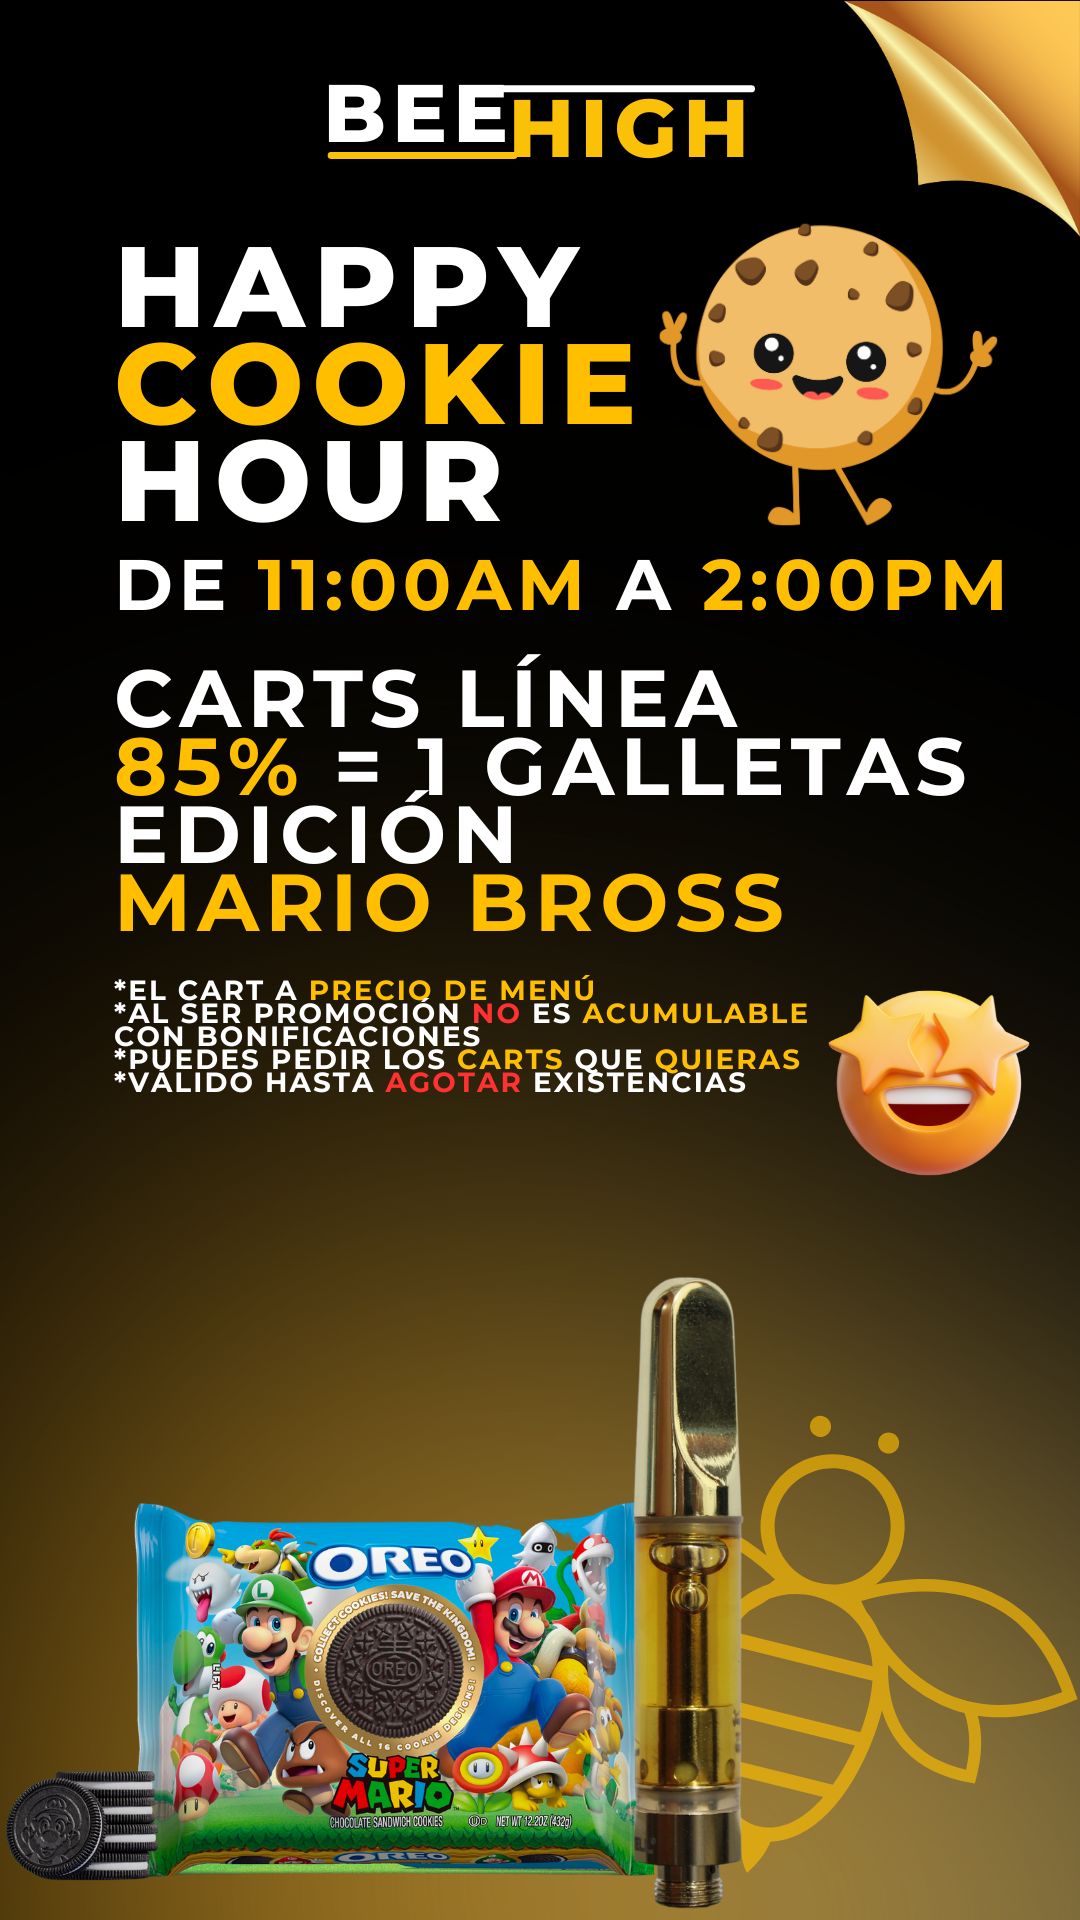 BEEHIGH
HAPPY
COOKIE
HOUR
DE 11:00AM A 2:00PM
CARTS LÍNEA
85% = 1 GALLETAS
EDICIÓN
MARIO BROSS
*EL CART A PRECIO DE MENÚ
*AL SER PROMOCIÓN NO ES ACUMULABLE
CON BONIFICACIONES
*PUEDES PEDIR LOS CARTS QUE QUIERAS
*VÁLIDO HASTA AGOTAR EXISTENCIAS
OREO
COLLECT COOKIES! SAVE THE KINGDOM!
OREO
DISCOVER ALL 16 COOKIE DESIGNS!
LIFT
SUPER
MARIO
CHOCOLATE SANDWICH COOKIES NET WT 12.2OZ (432g)
OREO